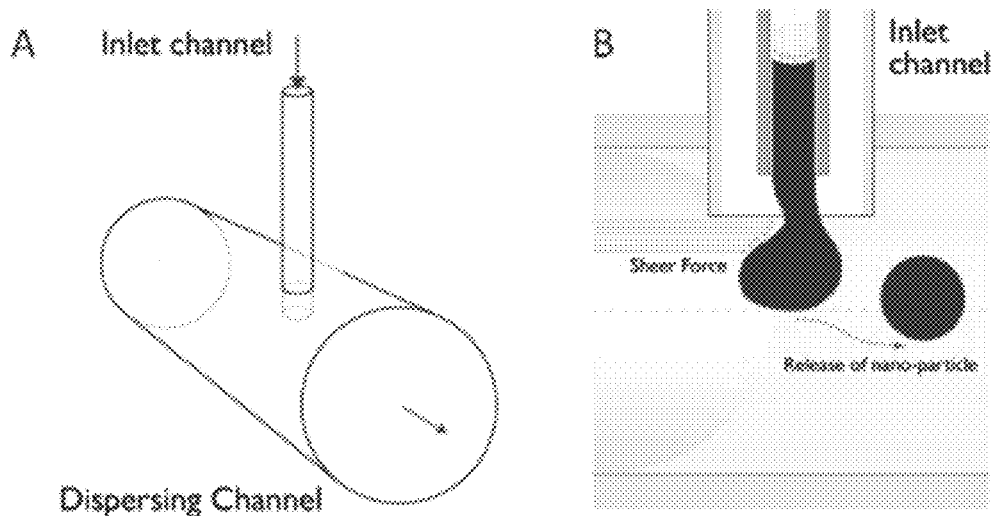 A
Inlet channel
Dispersing Channel
B
Inlet
channel
Sheer Force
Release of nano-particle